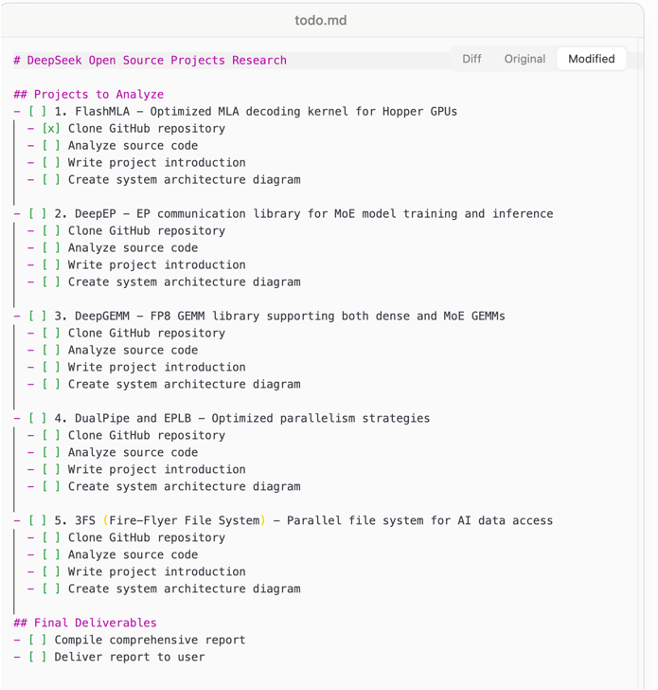 todo.md
Diff Original Modified
# DeepSeek Open Source Projects Research
## Projects to Analyze
- [ ] 1. FlashMLA – Optimized MLA decoding kernel for Hopper GPUs
  - [x] Clone GitHub repository
  - [ ] Analyze source code
  - [ ] Write project introduction
  - [ ] Create system architecture diagram
- [ ] 2. DeepEP – EP communication library for MoE model training and inference
  - [ ] Clone GitHub repository
  - [ ] Analyze source code
  - [ ] Write project introduction
  - [ ] Create system architecture diagram
- [ ] 3. DeepGEMM – FP8 GEMM library supporting both dense and MoE GEMMs
  - [ ] Clone GitHub repository
  - [ ] Analyze source code
  - [ ] Write project introduction
  - [ ] Create system architecture diagram
- [ ] 4. DualPipe and EPLB – Optimized parallelism strategies
  - [ ] Clone GitHub repository
  - [ ] Analyze source code
  - [ ] Write project introduction
  - [ ] Create system architecture diagram
- [ ] 5. 3FS (Fire-Flyer File System) – Parallel file system for AI data access
  - [ ] Clone GitHub repository
  - [ ] Analyze source code
  - [ ] Write project introduction
  - [ ] Create system architecture diagram
## Final Deliverables
- [ ] Compile comprehensive report
- [ ] Deliver report to user